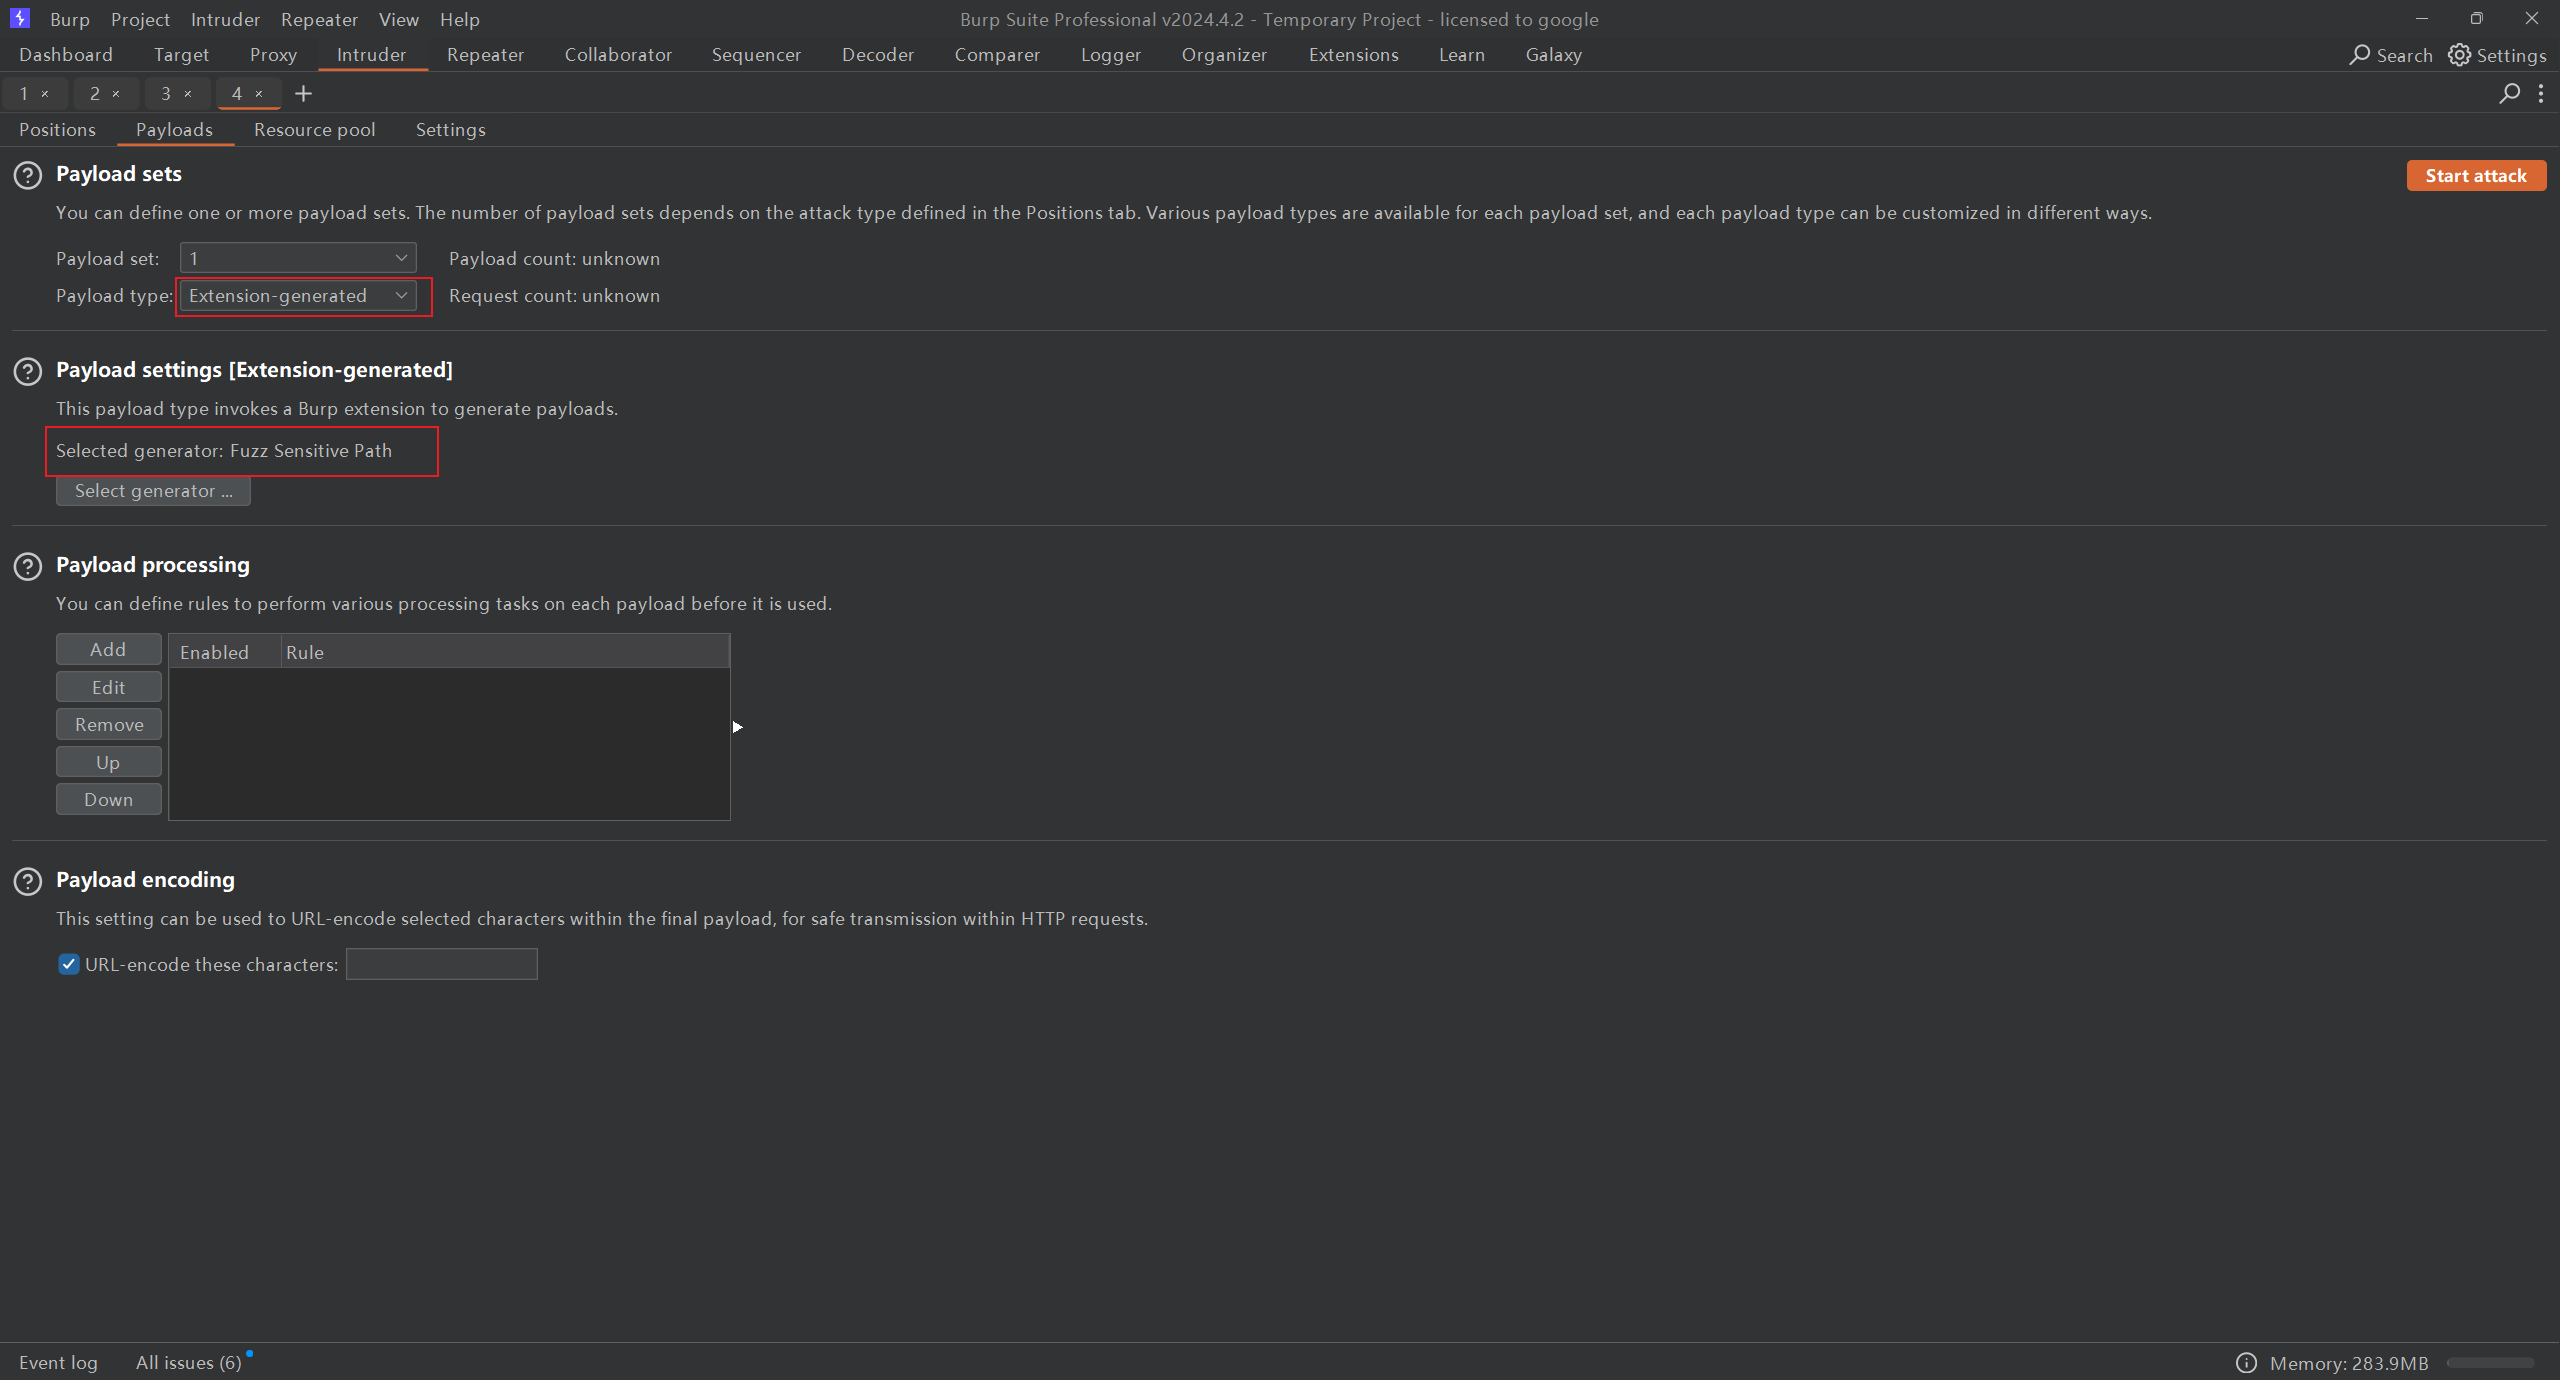 Burp Project Intruder Repeater View Help Burp Suite Professional v2024.4.2 - Temporary Project - licensed to google
Dashboard Target Proxy Intruder Repeater Collaborator Sequencer Decoder Comparer Logger Organizer Extensions Learn Galaxy Search Settings
1 × 2 × 3 × 4 × +
Positions Payloads Resource pool Settings
Payload sets Start attack
You can define one or more payload sets. The number of payload sets depends on the attack type defined in the Positions tab. Various payload types are available for each payload set, and each payload type can be customized in different ways.
Payload set: 1 Payload count: unknown
Payload type: Extension-generated Request count: unknown
Payload settings [Extension-generated]
This payload type invokes a Burp extension to generate payloads.
Selected generator: Fuzz Sensitive Path
Select generator ...
Payload processing
You can define rules to perform various processing tasks on each payload before it is used.
Add Enabled Rule
Edit
Remove
Up
Down
Payload encoding
This setting can be used to URL-encode selected characters within the final payload, for safe transmission within HTTP requests.
URL-encode these characters:
Event log All issues (6) Memory: 283.9MB